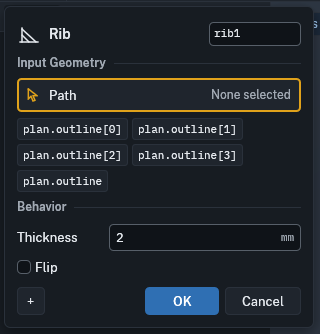 Rib rib1
Input Geometry
Path None selected
plan.outline[0] plan.outline[1]
plan.outline[2] plan.outline[3]
plan.outline
Behavior
Thickness 2 mm
Flip
+ OK Cancel